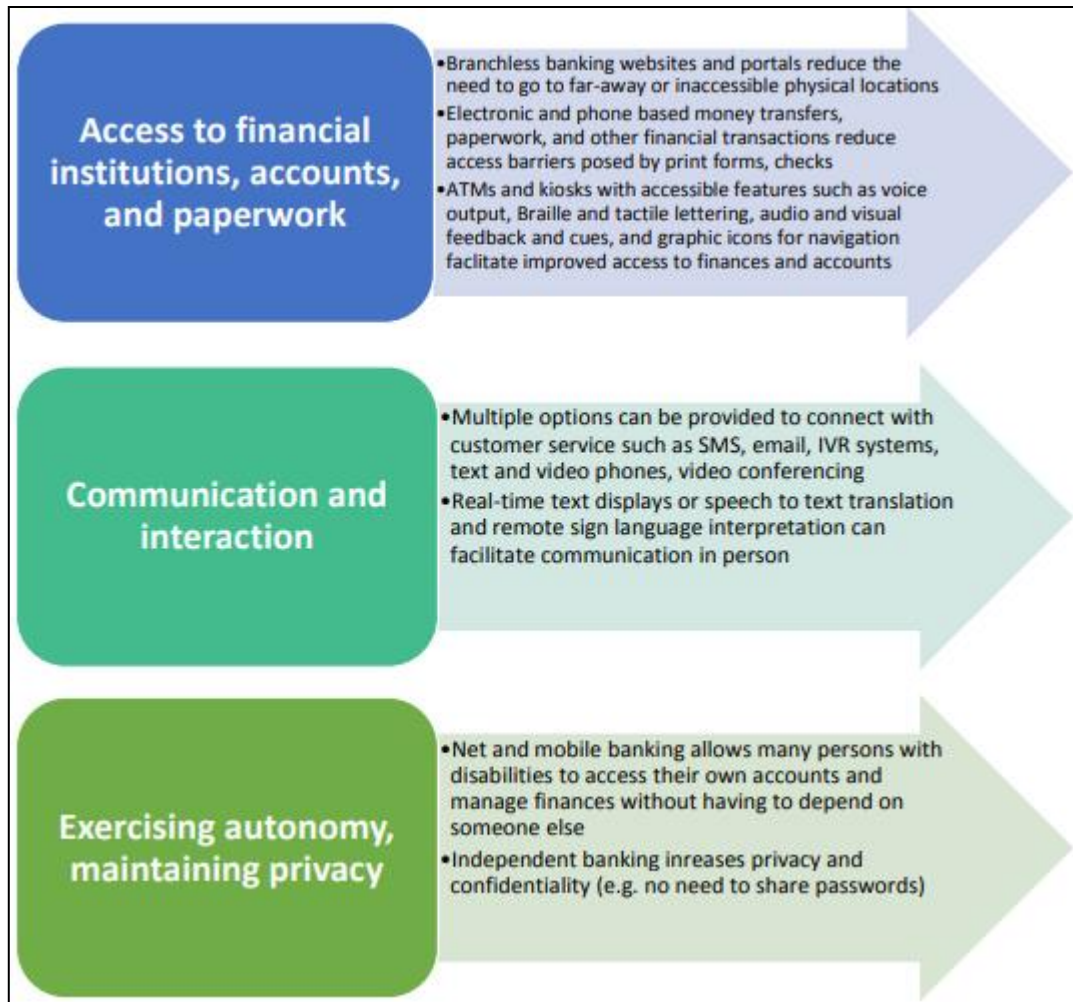 Access to financial
institutions, accounts,
and paperwork
•Branchless banking websites and portals reduce the
need to go to far-away or inaccessible physical locations
•Electronic and phone based money transfers,
paperwork, and other financial transactions reduce
access barriers posed by print forms, checks
•ATMs and kiosks with accessible features such as voice
output, Braille and tactile lettering, audio and visual
feedback and cues, and graphic icons for navigation
faclitate improved access to finances and accounts
Communication and
interaction
•Multiple options can be provided to connect with
customer service such as SMS, email, IVR systems,
text and video phones, video conferencing
•Real-time text displays or speech to text translation
and remote sign language interpretation can
facilitate communication in person
Exercising autonomy,
maintaining privacy
•Net and mobile banking allows many persons with
disabilities to access their own accounts and
manage finances without having to depend on
someone else
•Independent banking inreases privacy and
confidentiality (e.g. no need to share passwords)